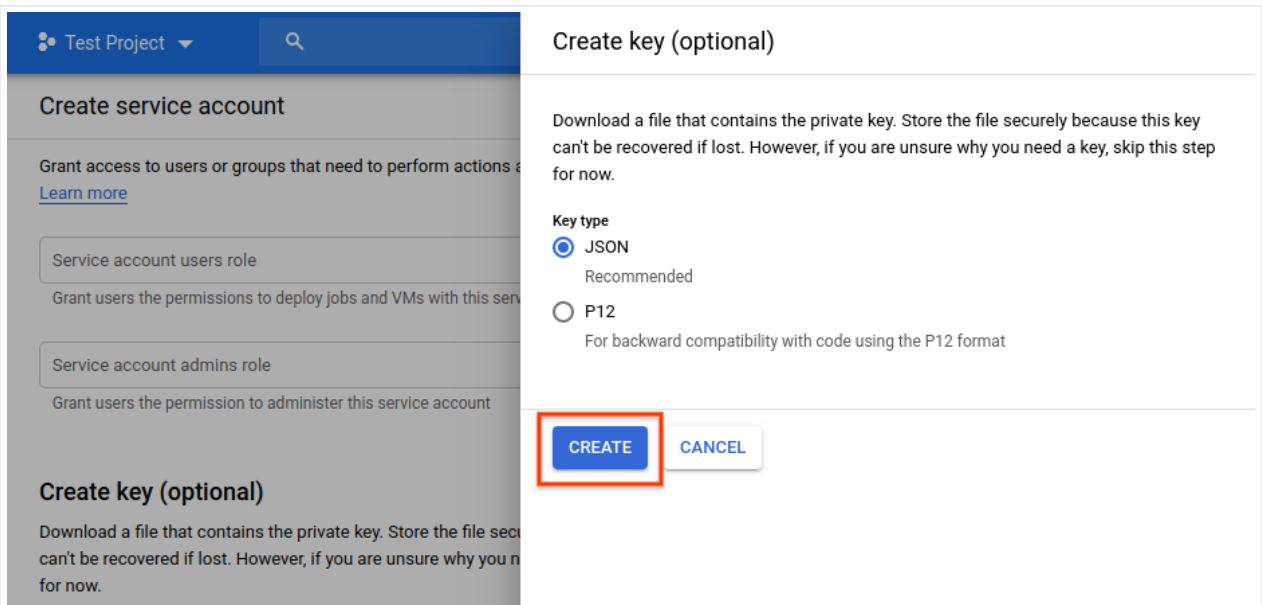 Test Project
Create service account
Grant access to users or groups that need to perform actions a
Learn more
Service account users role
Grant users the permissions to deploy jobs and VMs with this serv
Service account admins role
Grant users the permission to administer this service account
Create key (optional)
Download a file that contains the private key. Store the file secu
can't be recovered if lost. However, if you are unsure why you n
for now.
Create key (optional)
Download a file that contains the private key. Store the file securely because this key
can't be recovered if lost. However, if you are unsure why you need a key, skip this step
for now.
Key type
JSON
Recommended
P12
For backward compatibility with code using the P12 format
CREATE
CANCEL